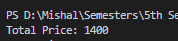 PS D:\Mishal\Semesters\5th Se
Total Price: 1400